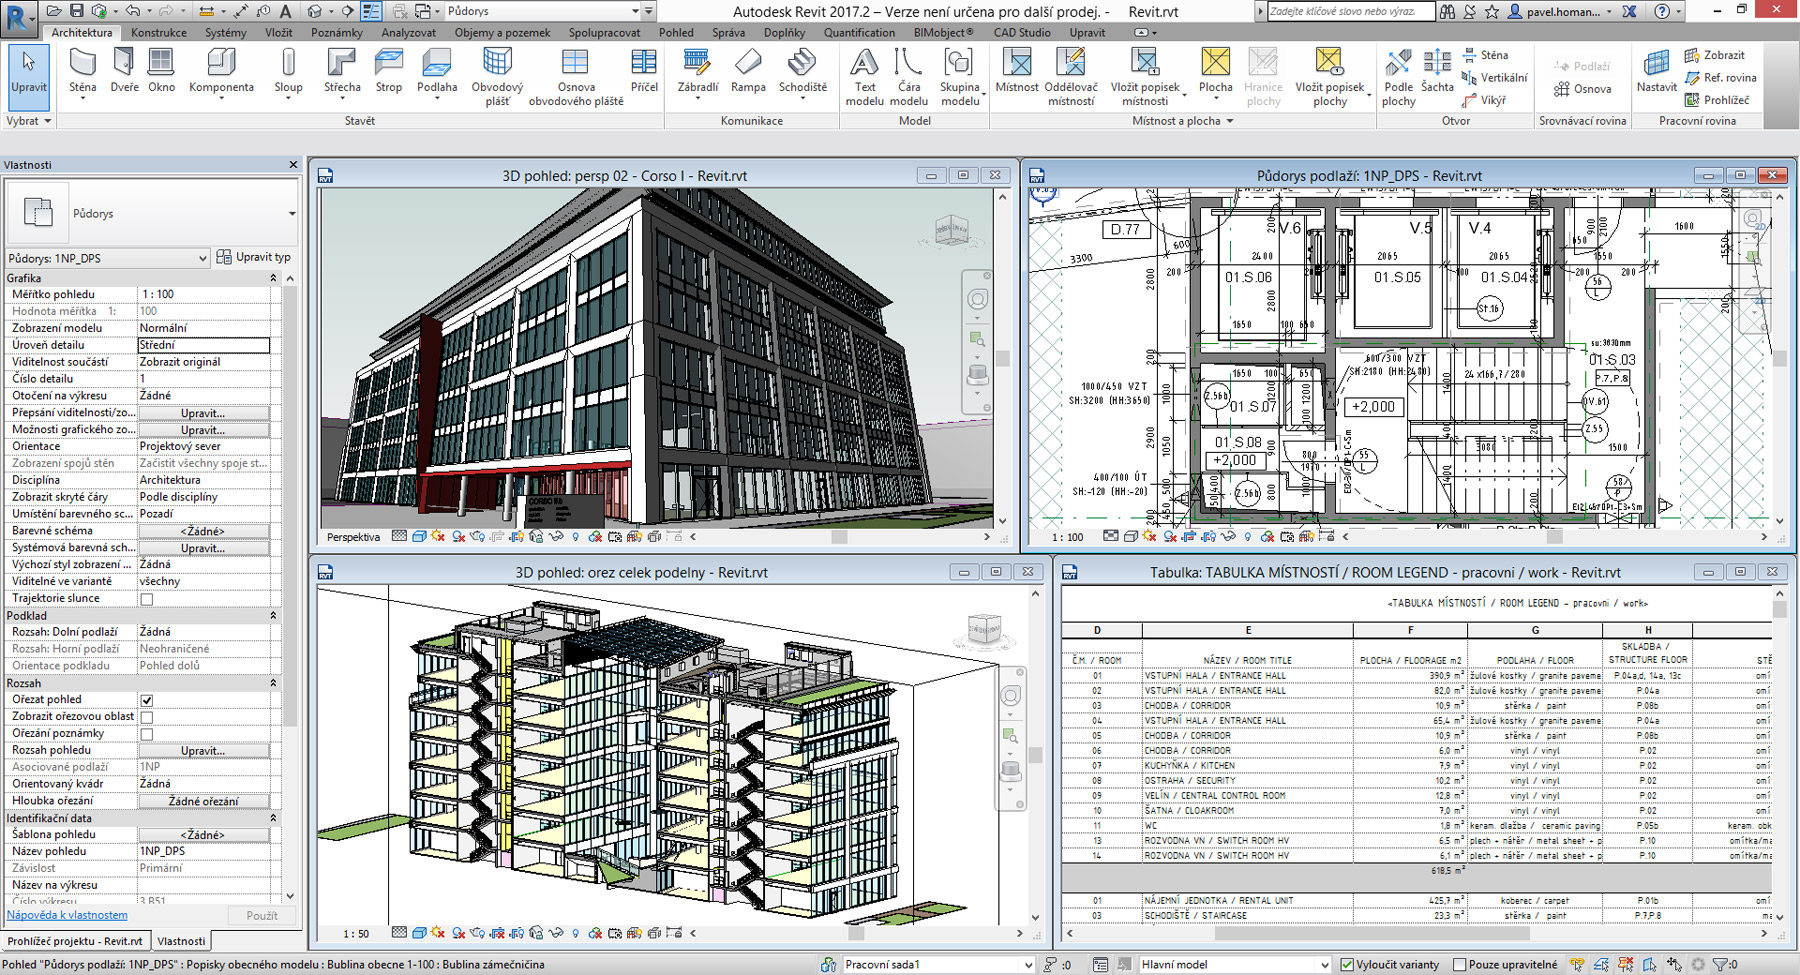 Půdorys
Autodesk Revit 2017.2 – Verze není určena pro další prodej. - Revit.rvt
Zadejte klíčové slovo nebo výraz.
pavel.homan...
Architektura Konstrukce Systémy Vložit Poznámky Analyzovat Objemy a pozemek Spolupracovat Pohled Správa Doplňky Quantification BIMobject® CAD Studio Upravit
Upravit
Stěna Dveře Okno Komponenta Sloup Střecha Strop Podlaha Obvodový plášť Osnova obvodového pláště Příčel
Zábradlí Rampa Schodiště
Text modelu Čára modelu Skupina modelu
Místnost Oddělovač místností Vložit popisek místnosti Plocha Hranice plochy Vložit popisek plochy
Podle plochy Šachta Stěna Vertikální Vikýř
Podlaží Osnova
Nastavit Zobrazit Ref. rovina Prohlížeč
Vybrat Stavět Komunikace Model Místnost a plocha Otvor Srovnávací rovina Pracovní rovina
Vlastnosti
Půdorys
Půdorys: 1NP_DPS Upravit typ
Grafika
Měřítko pohledu 1 : 100
Hodnota měřítka 1: 100
Zobrazení modelu Normální
Úroveň detailu Střední
Viditelnost součástí Zobrazit originál
Číslo detailu 1
Otočení na výkresu Žádné
Přepsání viditelnosti/zo... Upravit...
Možnosti grafického zo... Upravit...
Orientace Projektový sever
Zobrazení spojů stěn Začistit všechny spoje st...
Disciplína Architektura
Zobrazit skryté čáry Podle disciplíny
Umístění barevného sc... Pozadí
Barevné schéma <Žádné>
Systémová barevná sch... Upravit...
Výchozí styl zobrazení ... Žádá
Viditelné ve variantě všechny
Trajektorie slunce
Podklad
Rozsah: Dolní podlaží Žádná
Rozsah: Horní podlaží Neohraničené
Orientace podkladu Pohled dolů
Rozsah
Ořezat pohled
Zobrazit ořezovou oblast
Ořezání poznámky
Rozsah pohledu Upravit...
Asociované podlaží 1NP
Orientovaný kvádr Žádná
Hloubka ořezání Žádné ořezání
Identifikační data
Šablona pohledu <Žádné>
Název pohledu 1NP_DPS
Závislost Primární
Název na výkresu
Číslo výkresu 3.B51
Nápověda k vlastnostem Použít
Prohlížeč projektu - Revit.rvt Vlastnosti
3D pohled: persp 02 - Corso I - Revit.rvt
Perspektiva
Půdorys podlaží: 1NP_DPS - Revit.rvt
D.77 V.6 V.5 V.4
3300 600 2400 2065 2065 1600
01.S.06 01.S.05 01.S.04
St.16
56 L
01.S.03
P.7,P.8
600/300 VZT
SH:2180 (HH:2480)
24 x166,7/280
1000/450 VZT
SH:3200 (HH:3650)
+2,000
01.S.07
01.S.08
+2,000
400/100 ÚT
SH:-120 (HH:-20)
1 : 100
3D pohled: orez celek podelny - Revit.rvt
1 : 50
Tabulka: TABULKA MÍSTNOSTÍ / ROOM LEGEND - pracovni / work - Revit.rvt
<TABULKA MÍSTNOSTÍ / ROOM LEGEND - pracovni / work>
D E F G H
Č.M. / ROOM NÁZEV / ROOM TITLE PLOCHA / FLOORAGE m2 PODLAHA / FLOOR SKLADBA / STRUCTURE FLOOR STĚ
01 VSTUPNÍ HALA / ENTRANCE HALL 390,9 m² žulové kostky / granite paveme P.04a,d, 14a, 13c omí
02 VSTUPNÍ HALA / ENTRANCE HALL 82,0 m² žulové kostky / granite paveme P.04a omí
03 CHODBA / CORRIDOR 10,9 m² stěrka / paint P.08b omí
04 VSTUPNÍ HALA / ENTRANCE HALL 65,4 m² žulové kostky / granite paveme P.04a omí
05 CHODBA / CORRIDOR 10,9 m² stěrka / paint P.08b omí
06 CHODBA / CORRIDOR 6,0 m² vinyl / vinyl P.02 omí
07 KUCHYŇKA / KITCHEN 7,9 m² vinyl / vinyl P.02 omí
08 OSTRAHA / SECURITY 10,2 m² vinyl / vinyl P.02 omí
09 VELÍN / CENTRAL CONTROL ROOM 12,8 m² vinyl / vinyl P.02 omí
10 ŠATNA / CLOAKROOM 7,0 m² vinyl / vinyl P.02 omí
11 WC 1,8 m² keram. dlažba / ceramic paving P.05b keram. obk
13 ROZVODNA VN / SWITCH ROOM HV 6,5 m² plech + nátěr / metal sheet + p P.10 omítka/ma
14 ROZVODNA VN / SWITCH ROOM HV 6,1 m² plech + nátěr / metal sheet + p P.10 omítka/ma
618,5 m²
01 NÁJEMNÍ JEDNOTKA / RENTAL UNIT 425,7 m² koberec / carpet P.01b omí
03 SCHODIŠTĚ / STAIRCASE 23,3 m² stěrka / paint P.7,P.8 ma
Pohled "Půdorys podlaží: 1NP_DPS" : Popisky obecného modelu : Bublina obecne 1-100 : Bublina zámečničina
Pracovní sada1 :0 Hlavní model Vyloučit varianty Pouze upravitelné :0